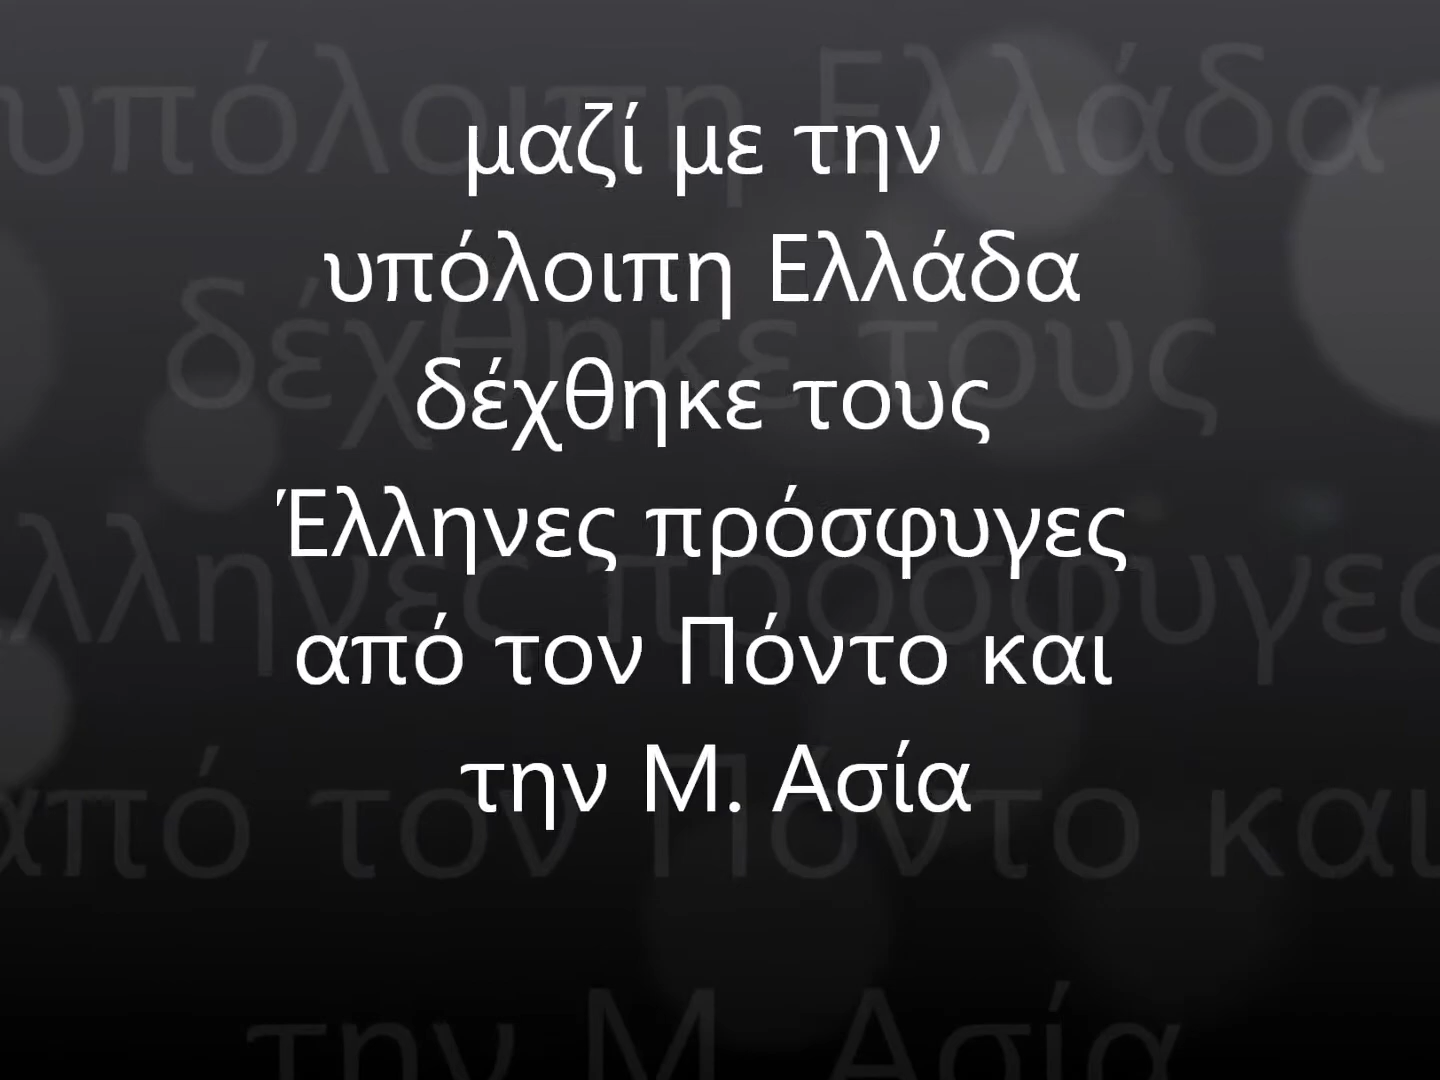 μαζί με την
υπόλοιπη Ελλάδα
δέχθηκε τους
Έλληνες πρόσφυγες
από τον Πόντο και
την Μ. Ασία